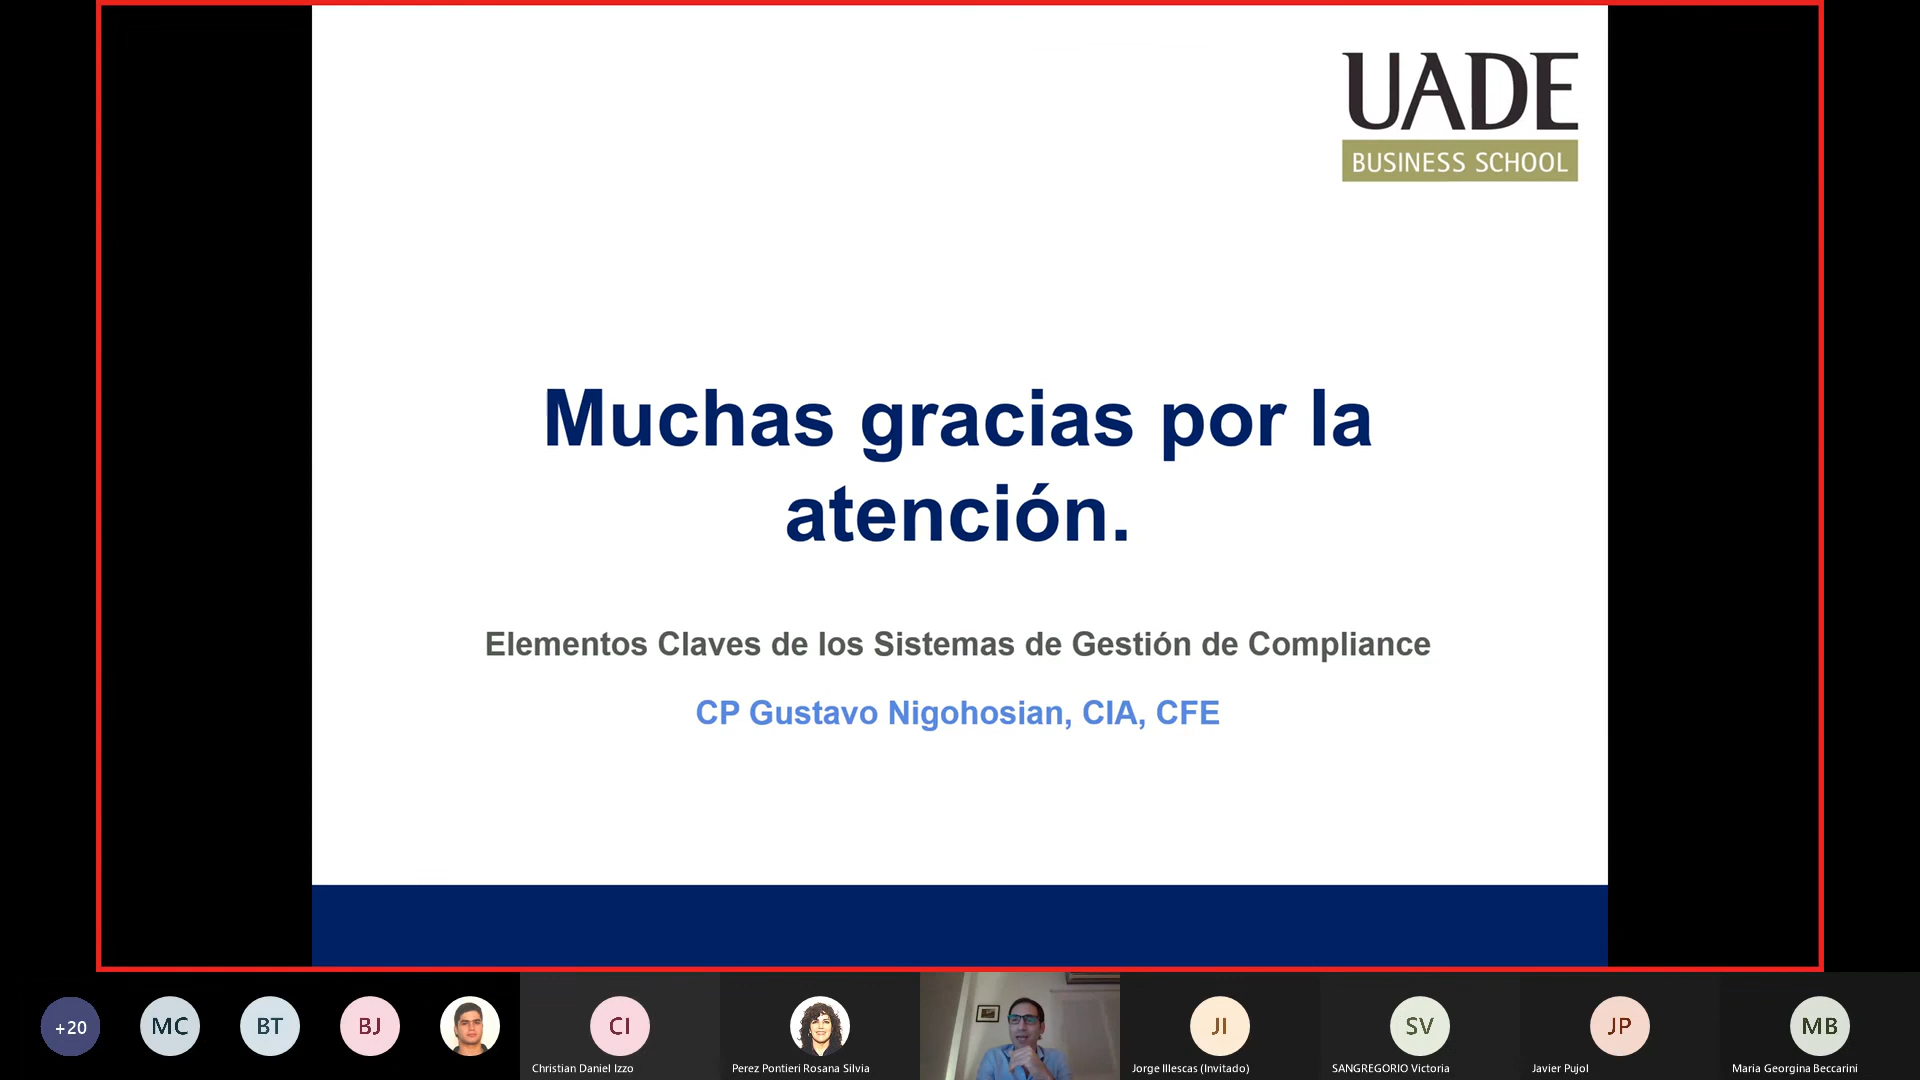 UADE
BUSINESS SCHOOL
Muchas gracias por la
atención.
Elementos Claves de los Sistemas de Gestión de Compliance
CP Gustavo Nigohosian, CIA, CFE
+20
MC
BT
BJ
CI
JI
SV
JP
MB
Christian Daniel Izzo
Perez Pontieri Rosana Silvia
Jorge Illescas (Invitado)
SANGREGORIO Victoria
Javier Pujol
Maria Georgina Beccarini